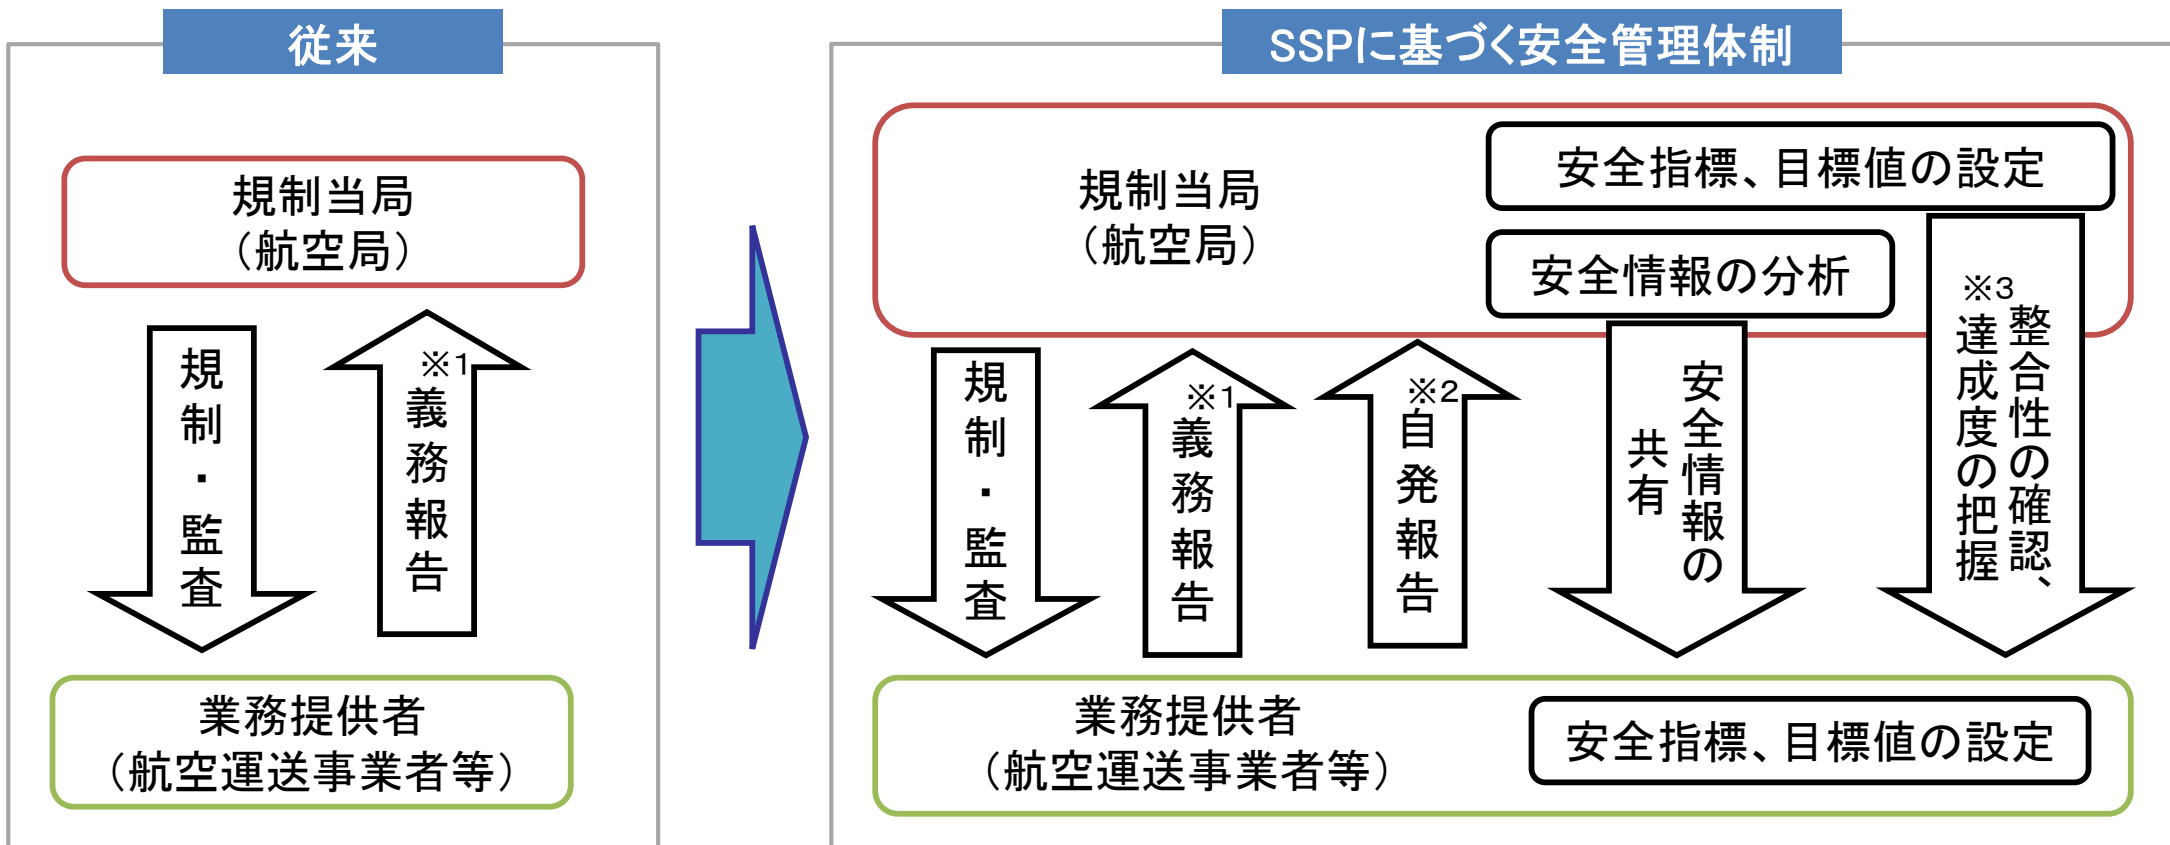 従来
規制当局
（航空局）
規制・監査
※1
義務報告
業務提供者
（航空運送事業者等）
SSPに基づく安全管理体制
規制当局
（航空局）
安全指標、目標値の設定
安全情報の分析
規制・監査
※1
義務報告
※2
自発報告
安全情報の
共有
※3
整合性の確認、
達成度の把握
業務提供者
（航空運送事業者等）
安全指標、目標値の設定